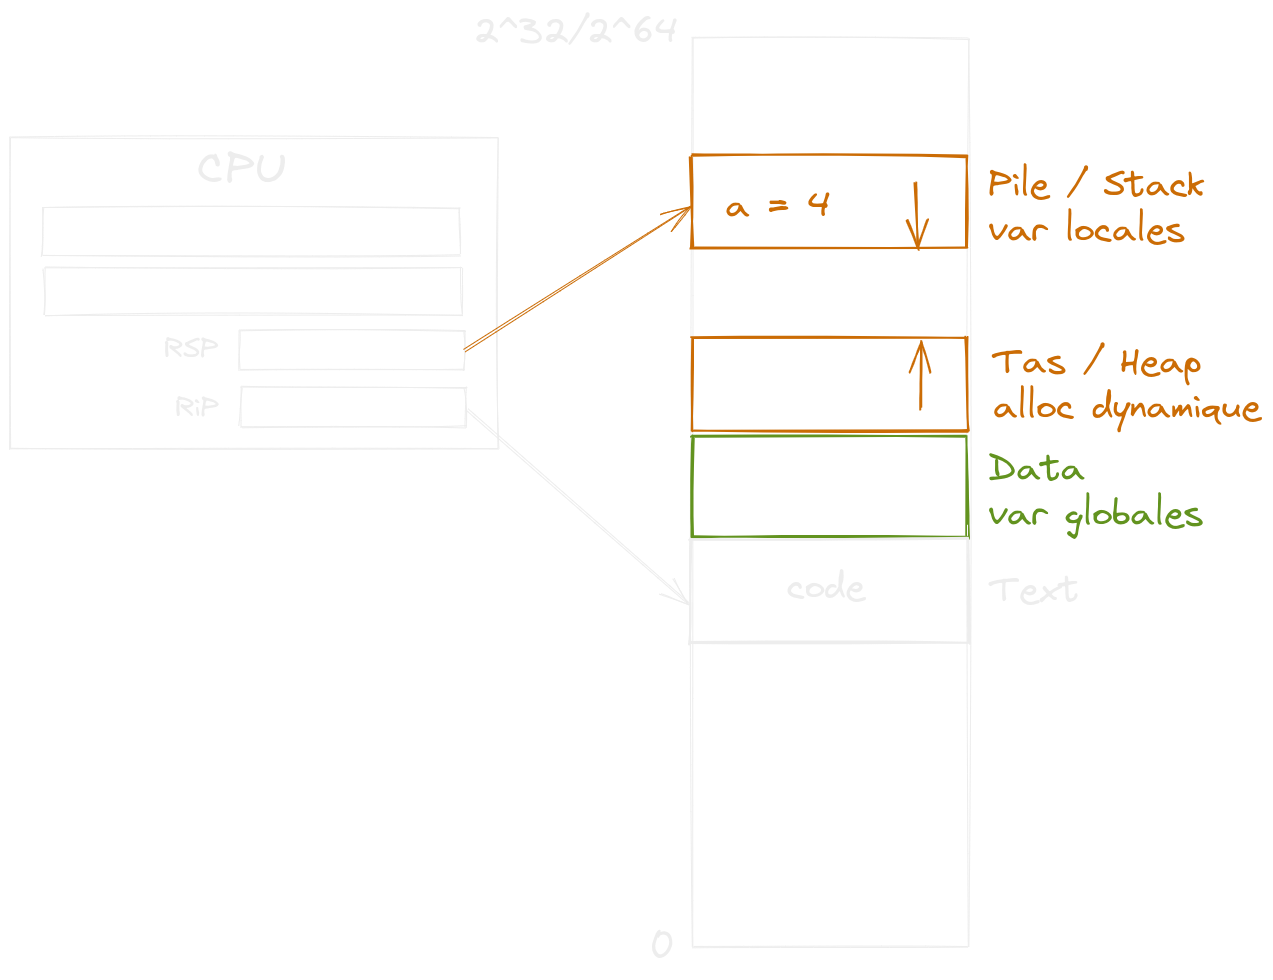 2^32/2^64
CPU
RSP
RiP
a = 4
Pile / Stack
var locales
Tas / Heap
alloc dynamique
Data
var globales
code
Text
0